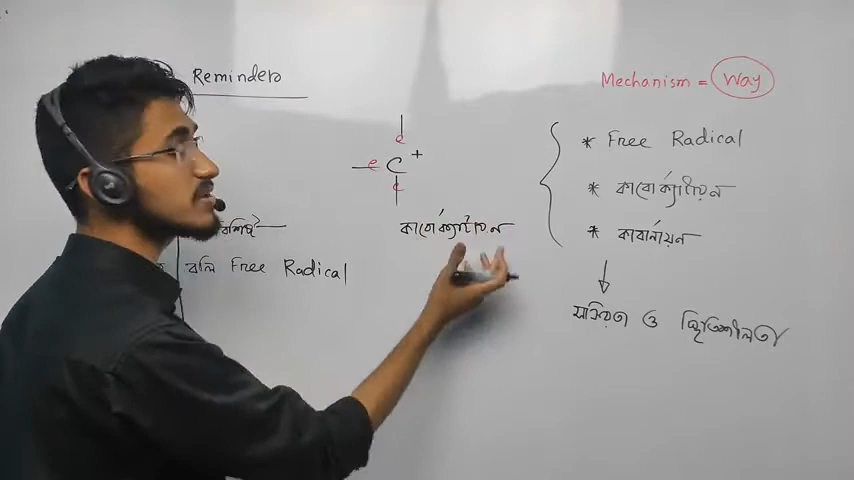 Reminders
বলি Free Radical
e
e C +
e
কার্বোক্যাটায়ন
Mechanism = Way
* Free Radical
* কার্বোক্যাটায়ন
* কার্বানায়ন
সক্রিয়তা ও স্থিতিশীলতা